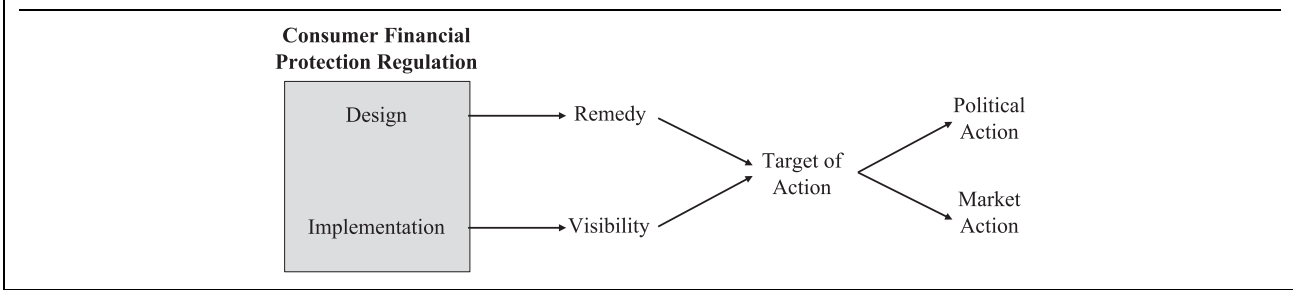 Consumer Financial
Protection Regulation
Design
Remedy
Political
Action
Target of
Action
Implementation
Visibility
Market
Action